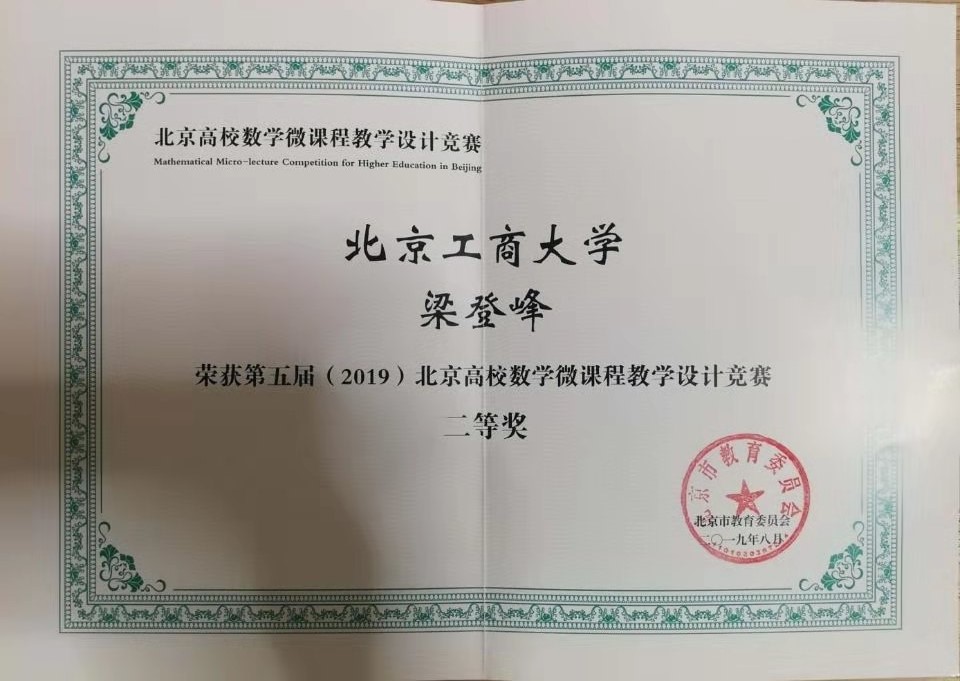 北京高校数学微课程教学设计竞赛
Mathematical Micro-lecture Competition for Higher Education in Beijing
北京工商大学
梁登峰
荣获第五届（2019）北京高校数学微课程教学设计竞赛
二等奖
北京市教育委员会
北京市教育委员会
二〇一九年八月